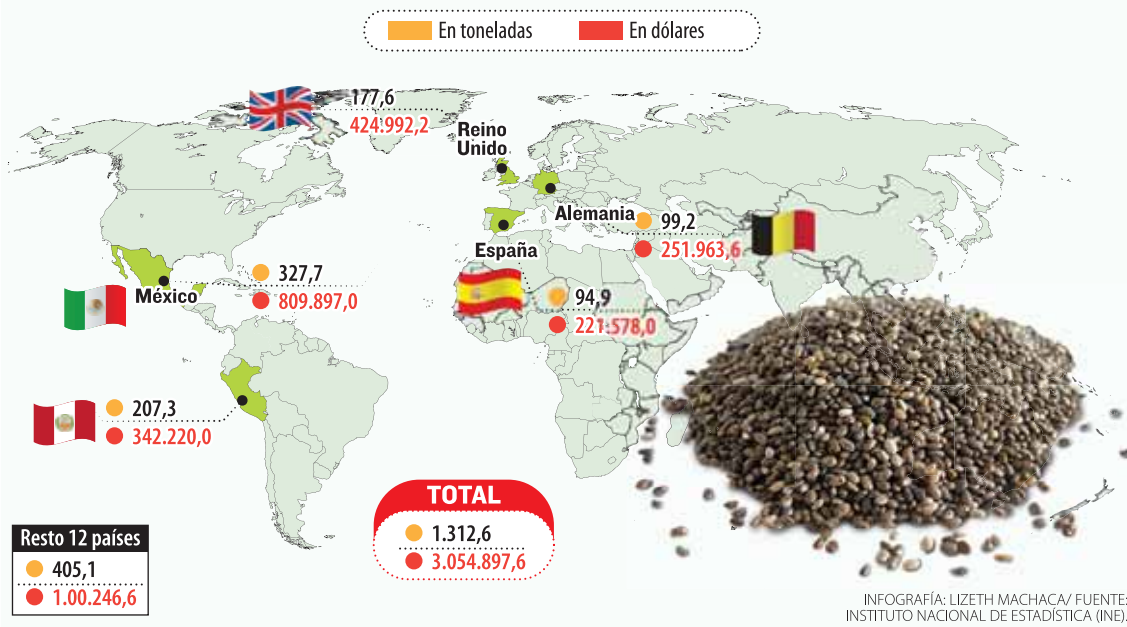 En toneladas
En dólares
177,6
424.992,2
Reino
Unido
Alemania
99,2
251.963,6
España
94,9
221.578,0
México
327,7
809.897,0
207,3
342.220,0
TOTAL
1.312,6
3.054.897,6
Resto 12 países
405,1
1.00.246,6
INFOGRAFÍA: LIZETH MACHACA/ FUENTE:
INSTITUTO NACIONAL DE ESTADÍSTICA (INE).